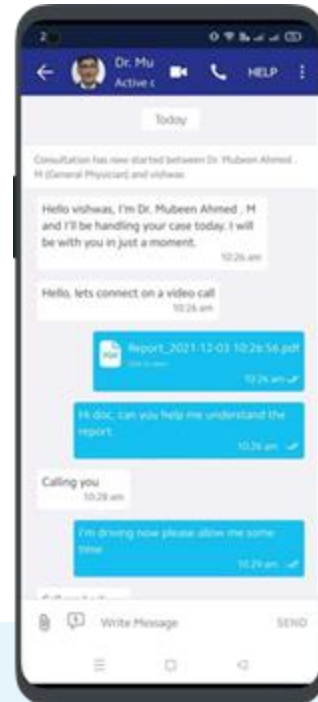 2
Dr. Mu
Active c
HELP
Today
Consultation has now started between Dr. Mubeen Ahmed .
M (General Physician) and vishwas
Hello vishwas, I'm Dr. Mubeen Ahmed . M
and I'll be handling your case today. I will
be with you in just a moment.
10:26 am
Hello, lets connect on a video call
10:26 am
PDF
Report_2021-12-03 10:26:56.pdf
10:26 am
Hi doc, can you help me understand the
report
10:26 am
Calling you
10:28 am
I'm driving now please allow me some
time
10:29 am
Write Message
SEND